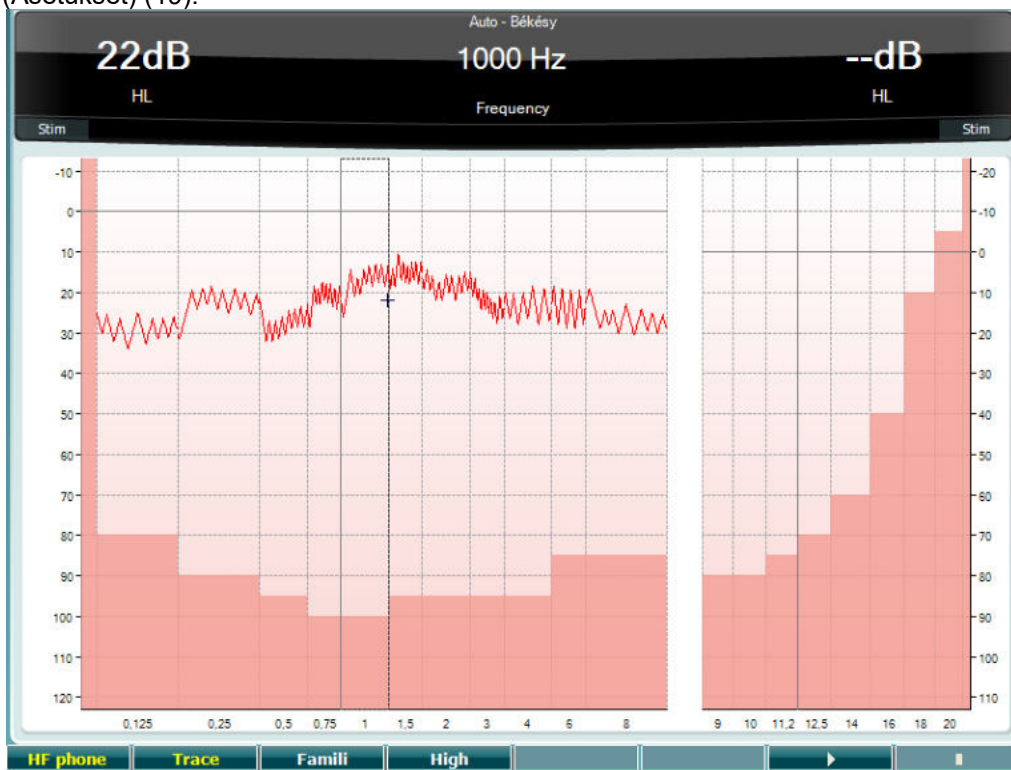 (Asetukset) (19).
Auto - Békésy
22dB 1000 Hz --dB
HL HL
Frequency
Stim Stim
-10 -20
0 -10
10 0
20 10
30 20
40 30
50 40
60 50
70 60
80 70
90 80
100 90
110 100
120 110
0,125 0,25 0,5 0,75 1 1,5 2 3 4 6 8 9 10 11,2 12,5 14 16 18 20
HF phone Trace Famili High